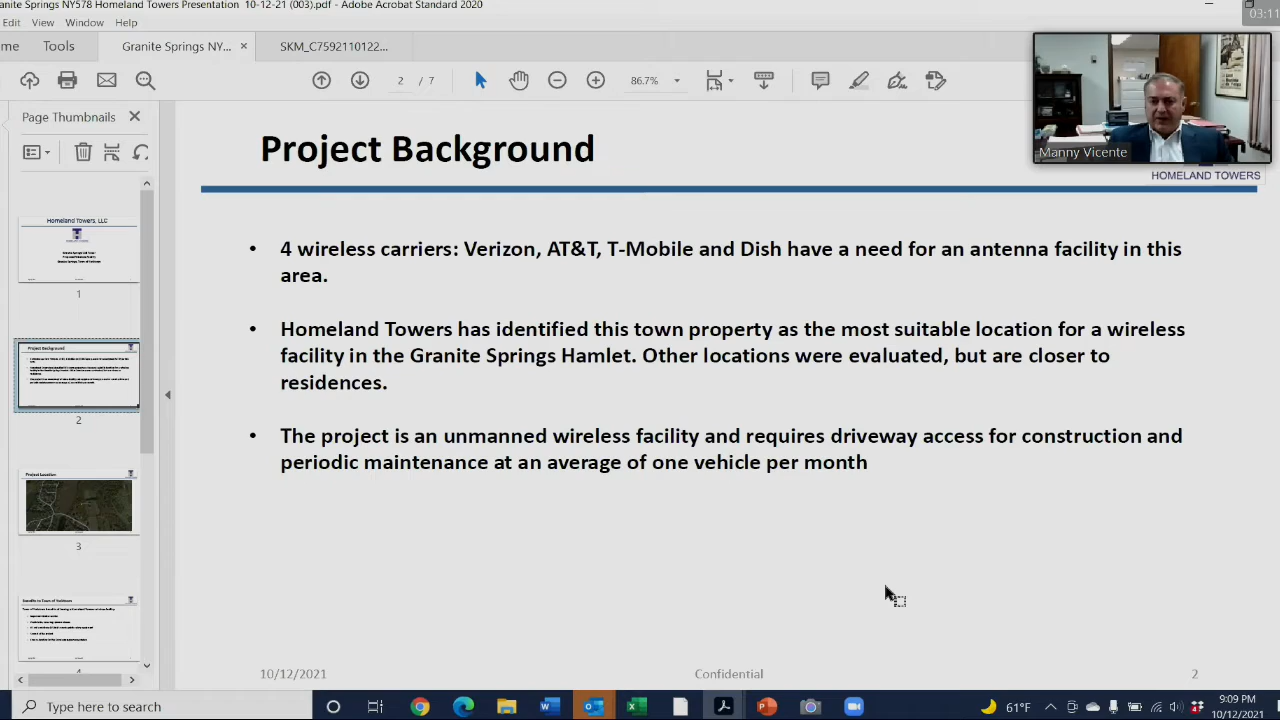 anite Springs NY578 Homeland Towers Presentation 10-12-21 (003).pdf - Adobe Acrobat Standard 2020
03:11
Edit View Window Help
me Tools Granite Springs NY... × SKM_C7592110122...
2 / 7 86.7%
Page Thumbnails
Manny Vicente
HOMELAND TOWERS
Project Background
• 4 wireless carriers: Verizon, AT&T, T-Mobile and Dish have a need for an antenna facility in this
area.
• Homeland Towers has identified this town property as the most suitable location for a wireless
facility in the Granite Springs Hamlet. Other locations were evaluated, but are closer to
residences.
• The project is an unmanned wireless facility and requires driveway access for construction and
periodic maintenance at an average of one vehicle per month
Homeland Towers, LLC
1
Project Background
2
Project Location
3
4
10/12/2021 Confidential 2
Type here to search
61°F
9:09 PM
10/12/2021